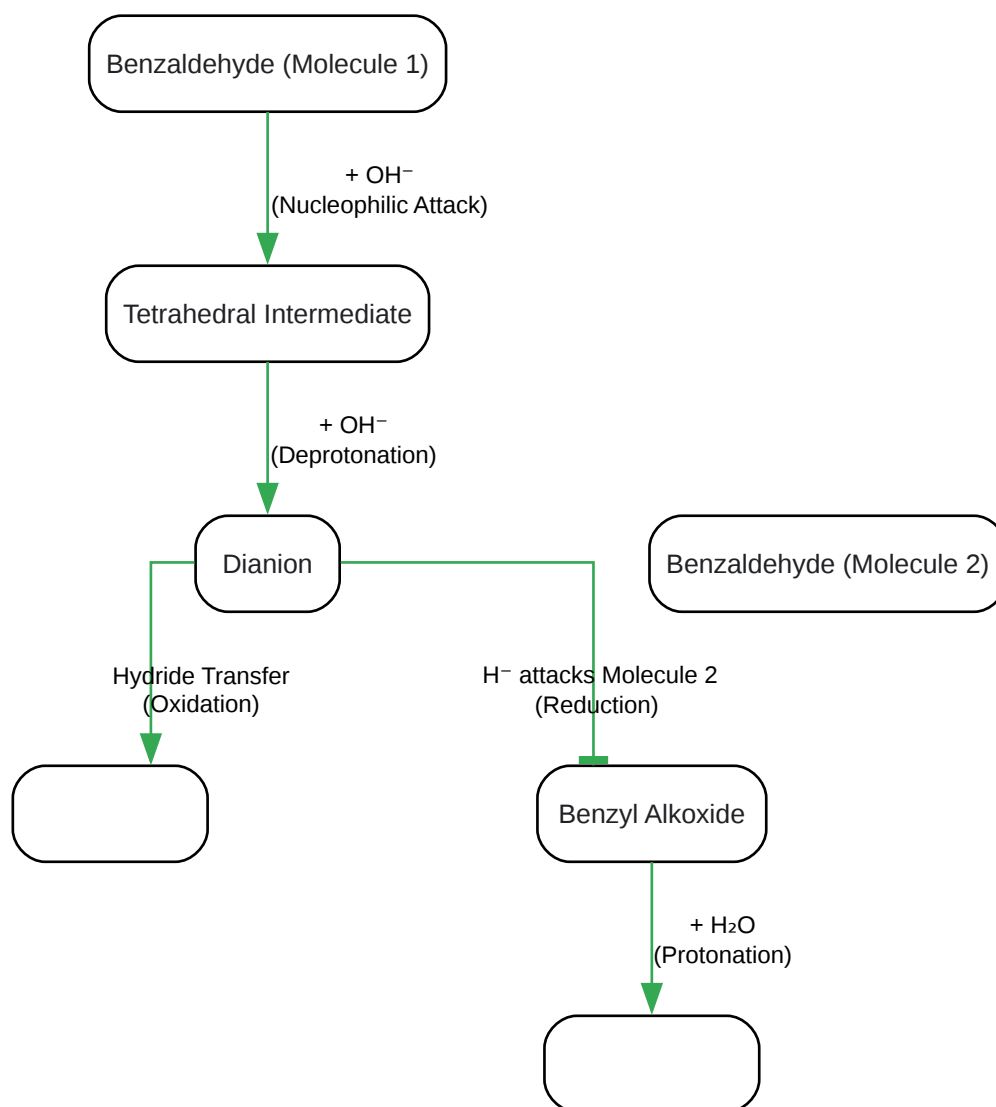 Benzaldehyde (Molecule 1)
+ OH⁻
(Nucleophilic Attack)
Tetrahedral Intermediate
+ OH⁻
(Deprotonation)
Dianion
Benzaldehyde (Molecule 2)
Hydride Transfer
(Oxidation)
H⁻ attacks Molecule 2
(Reduction)
Benzyl Alkoxide
+ H₂O
(Protonation)